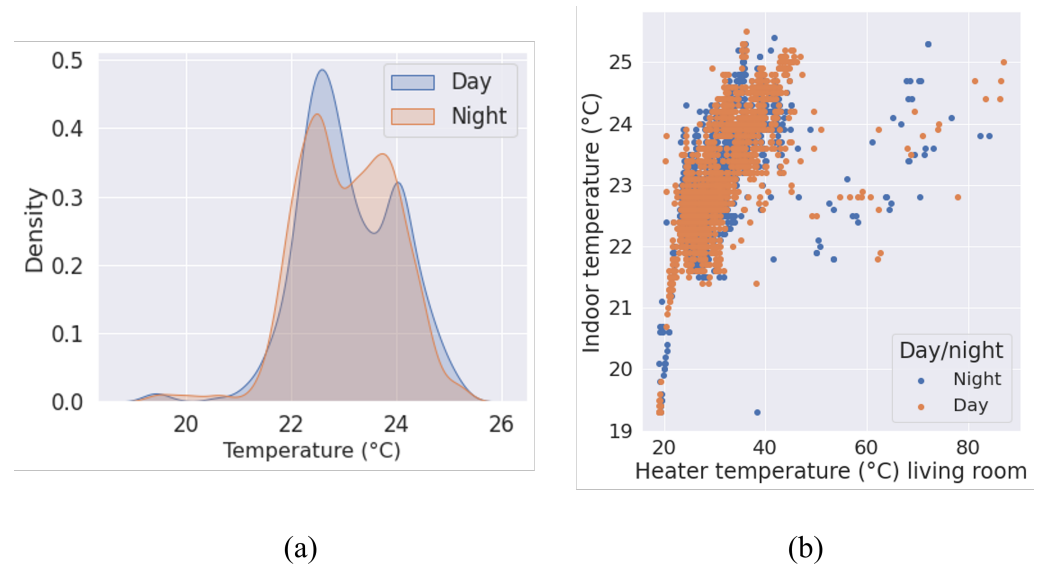 0.5
0.4
0.3
0.2
0.1
0.0
Density
20
22
24
26
Temperature (°C)
Day
Night
(a)
25
24
23
22
21
20
19
Indoor temperature (°C)
20
40
60
80
Heater temperature (°C) living room
Day/night
Night
Day
(b)